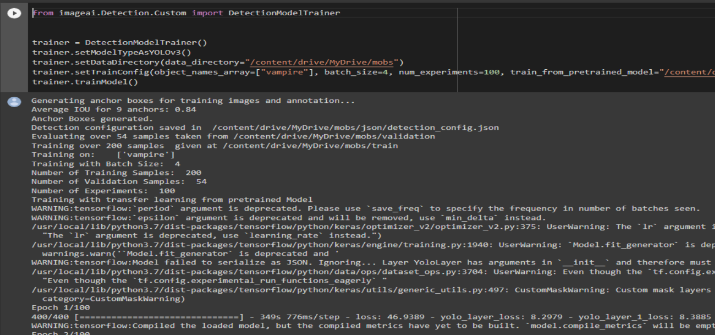 from imageai.Detection.Custom import DetectionModelTrainer
trainer = DetectionModelTrainer()
trainer.setModelTypeAsYOLOv3()
trainer.setDataDirectory(data_directory="/content/drive/MyDrive/mobs")
trainer.setTrainConfig(object_names_array=["vampire"], batch_size=4, num_experiments=100, train_from_pretrained_model="/content/d
trainer.trainModel()
Generating anchor boxes for training images and annotation...
Average IOU for 9 anchors: 0.84
Anchor Boxes generated.
Detection configuration saved in  /content/drive/MyDrive/mobs/json/detection_config.json
Evaluating over 54 samples taken from /content/drive/MyDrive/mobs/validation
Training over 200 samples  given at /content/drive/MyDrive/mobs/train
Training on:    ['vampire']
Training with Batch Size:  4
Number of Training Samples:  200
Number of Validation Samples:  54
Number of Experiments:  100
Training with transfer learning from pretrained Model
WARNING:tensorflow:`period` argument is deprecated. Please use `save_freq` to specify the frequency in number of batches seen.
WARNING:tensorflow:`epsilon` argument is deprecated and will be removed, use `min_delta` instead.
/usr/local/lib/python3.7/dist-packages/tensorflow/python/keras/optimizer_v2/optimizer_v2.py:375: UserWarning: The `lr` argument i
"The `lr` argument is deprecated, use `learning_rate` instead.")
/usr/local/lib/python3.7/dist-packages/tensorflow/python/keras/engine/training.py:1940: UserWarning: `Model.fit_generator` is dep
warnings.warn('`Model.fit_generator` is deprecated and '
WARNING:tensorflow:Model failed to serialize as JSON. Ignoring... Layer YoloLayer has arguments in `__init__` and therefore must
/usr/local/lib/python3.7/dist-packages/tensorflow/python/data/ops/dataset_ops.py:3704: UserWarning: Even though the `tf.config.ex
"Even though the `tf.config.experimental_run_functions_eagerly` "
/usr/local/lib/python3.7/dist-packages/tensorflow/python/keras/utils/generic_utils.py:497: CustomMaskWarning: Custom mask layers
category=CustomMaskWarning)
Epoch 1/100
400/400 [==============================] - 349s 776ms/step - loss: 46.9389 - yolo_layer_loss: 8.2979 - yolo_layer_1_loss: 8.3885
WARNING:tensorflow:Compiled the loaded model, but the compiled metrics have yet to be built. `model.compile_metrics` will be empt
Epoch 2/100